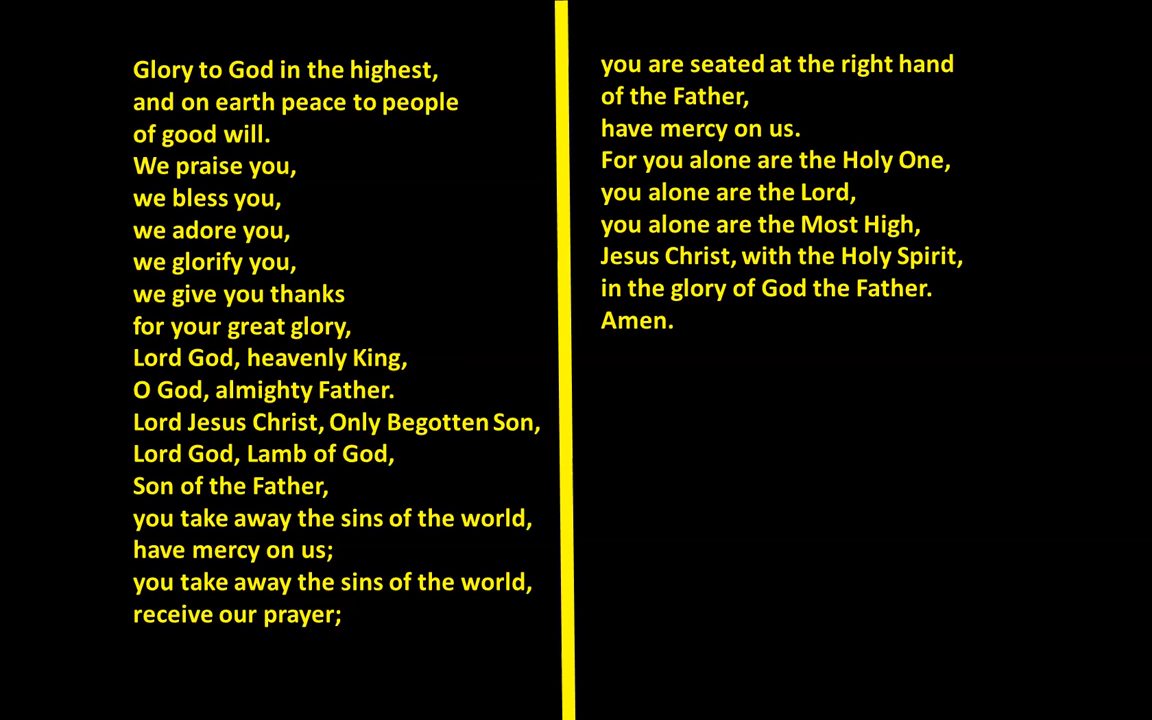 Glory to God in the highest,
and on earth peace to people
of good will.
We praise you,
we bless you,
we adore you,
we glorify you,
we give you thanks
for your great glory,
Lord God, heavenly King,
O God, almighty Father.
Lord Jesus Christ, Only Begotten Son,
Lord God, Lamb of God,
Son of the Father,
you take away the sins of the world,
have mercy on us;
you take away the sins of the world,
receive our prayer;
you are seated at the right hand
of the Father,
have mercy on us.
For you alone are the Holy One,
you alone are the Lord,
you alone are the Most High,
Jesus Christ, with the Holy Spirit,
in the glory of God the Father.
Amen.